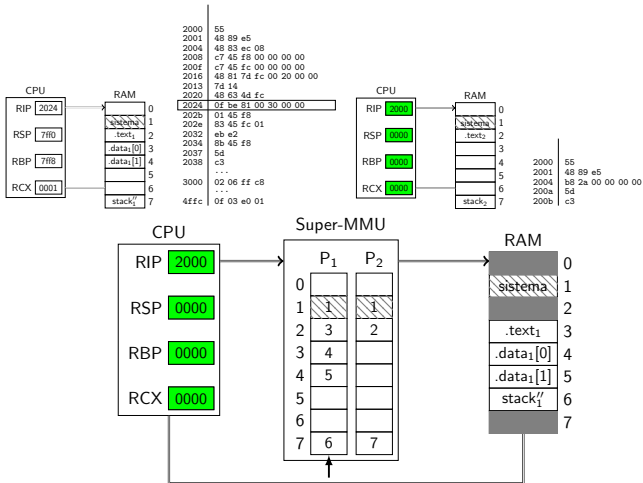 2000 55
2001 48 89 e5
2004 48 83 ec 08
2008 c7 45 f8 00 00 00 00
200f c7 45 fc 00 00 00 00
2016 48 81 7d fc 00 20 00 00
2013 7d 14
2020 48 63 4d fc
2024 0f be 81 00 30 00 00
202b 01 45 f8
202e 83 45 fc 01
2032 eb e2
2034 8b 45 f8
2037 5d
2038 c3
...
3000 02 06 ff c8
...
4ffc 0f 03 e0 01
CPU
RIP 2024
RSP 7ff0
RBP 7ff8
RCX 0001
RAM
0
sistema 1
.text₁ 2
.data₁[0] 3
.data₁[1] 4
5
6
stack₁′′ 7
CPU
RIP 2000
RSP 0000
RBP 0000
RCX 0000
RAM
0
sistema 1
.text₂ 2
3
4
5
6
stack₂ 7
2000 55
2001 48 89 e5
2004 b8 2a 00 00 00 00
200a 5d
200b c3
CPU
RIP 2000
RSP 0000
RBP 0000
RCX 0000
Super-MMU
P₁ P₂
0
1 1 1
2 3 2
3 4
4 5
5
6
7 6 7
RAM
0
sistema 1
2
.text₁ 3
.data₁[0] 4
.data₁[1] 5
stack₁′′ 6
7